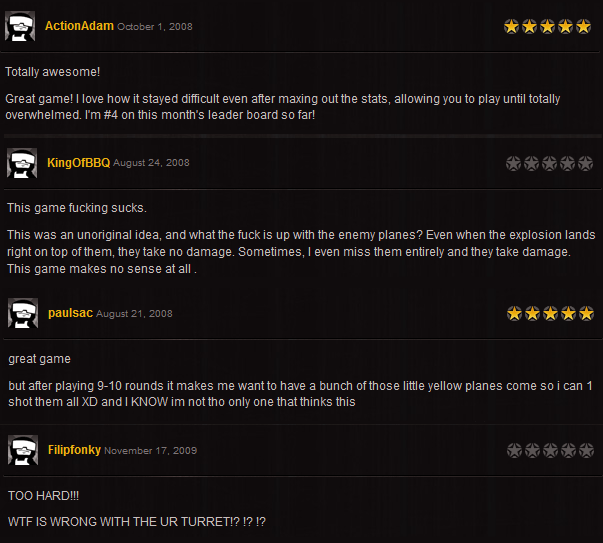 ActionAdam October 1, 2008
Totally awesome!
Great game! I love how it stayed difficult even after maxing out the stats, allowing you to play until totally
overwhelmed. I'm #4 on this month's leader board so far!
KingOfBBQ August 24, 2008
This game fucking sucks.
This was an unoriginal idea, and what the fuck is up with the enemy planes? Even when the explosion lands
right on top of them, they take no damage. Sometimes, I even miss them entirely and they take damage.
This game makes no sense at all .
paulsac August 21, 2008
great game
but after playing 9-10 rounds it makes me want to have a bunch of those little yellow planes come so i can 1
shot them all XD and I KNOW im not tho only one that thinks this
Filipfonky November 17, 2009
TOO HARD!!!
WTF IS WRONG WITH THE UR TURRET!? !? !?